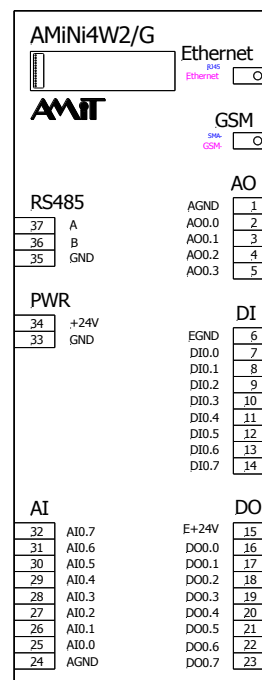 AMiNi4W2/G
Ethernet
RJ45
Ethernet
AMiT
GSM
SMA-
GSM-
AO
AGND 1
AO0.0 2
AO0.1 3
AO0.2 4
AO0.3 5
RS485
37 A
36 B
35 GND
PWR
34 +24V
33 GND
DI
EGND 6
DI0.0 7
DI0.1 8
DI0.2 9
DI0.3 10
DI0.4 11
DI0.5 12
DI0.6 13
DI0.7 14
AI
32 AI0.7
31 AI0.6
30 AI0.5
29 AI0.4
28 AI0.3
27 AI0.2
26 AI0.1
25 AI0.0
24 AGND
DO
E+24V 15
DO0.0 16
DO0.1 17
DO0.2 18
DO0.3 19
DO0.4 20
DO0.5 21
DO0.6 22
DO0.7 23